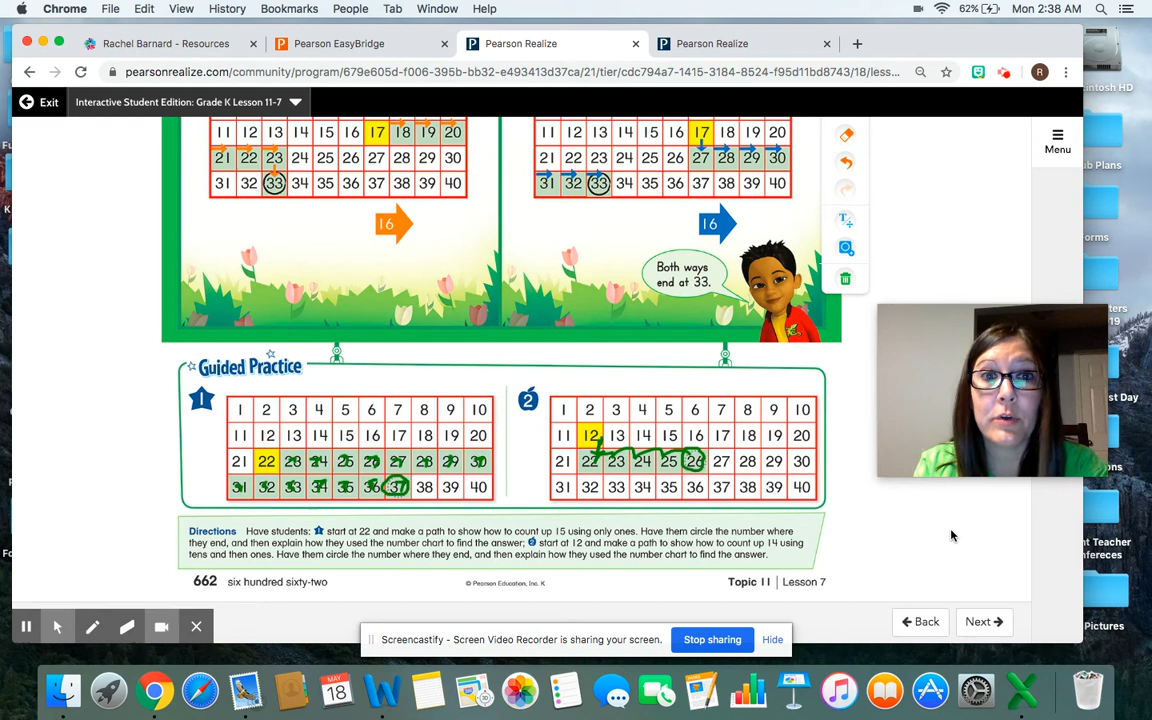 Chrome File Edit View History Bookmarks People Tab Window Help 62% Mon 2:38 AM
Rachel Barnard - Resources Pearson EasyBridge Pearson Realize Pearson Realize
pearsonrealize.com/community/program/679e605d-f006-395b-bb32-e493413d37ca/21/tier/cdc794a7-1415-3184-8524-f95d11bd8743/18/less... R
Exit Interactive Student Edition: Grade K Lesson 11-7
Menu
11 12 13 14 15 16 17 18 19 20
21 22 23 24 25 26 27 28 29 30
31 32 33 34 35 36 37 38 39 40
16
11 12 13 14 15 16 17 18 19 20
21 22 23 24 25 26 27 28 29 30
31 32 33 34 35 36 37 38 39 40
16
Both ways
end at 33.
Guided Practice
1
1 2 3 4 5 6 7 8 9 10
11 12 13 14 15 16 17 18 19 20
21 22 23 24 25 26 27 28 29 30
31 32 33 34 35 36 37 38 39 40
2
1 2 3 4 5 6 7 8 9 10
11 12 13 14 15 16 17 18 19 20
21 22 23 24 25 26 27 28 29 30
31 32 33 34 35 36 37 38 39 40
Directions Have students: 1 start at 22 and make a path to show how to count up 15 using only ones. Have them circle the number where
they end, and then explain how they used the number chart to find the answer; 2 start at 12 and make a path to show how to count up 14 using
tens and then ones. Have them circle the number where they end, and then explain how they used the number chart to find the answer.
662 six hundred sixty-two © Pearson Education, Inc. K Topic 11 | Lesson 7
Back Next
Screencastify - Screen Video Recorder is sharing your screen. Stop sharing Hide
cintosh HD
ub Plans
orms
st Day
nt Teacher
nfereces
Pictures
MAY
18